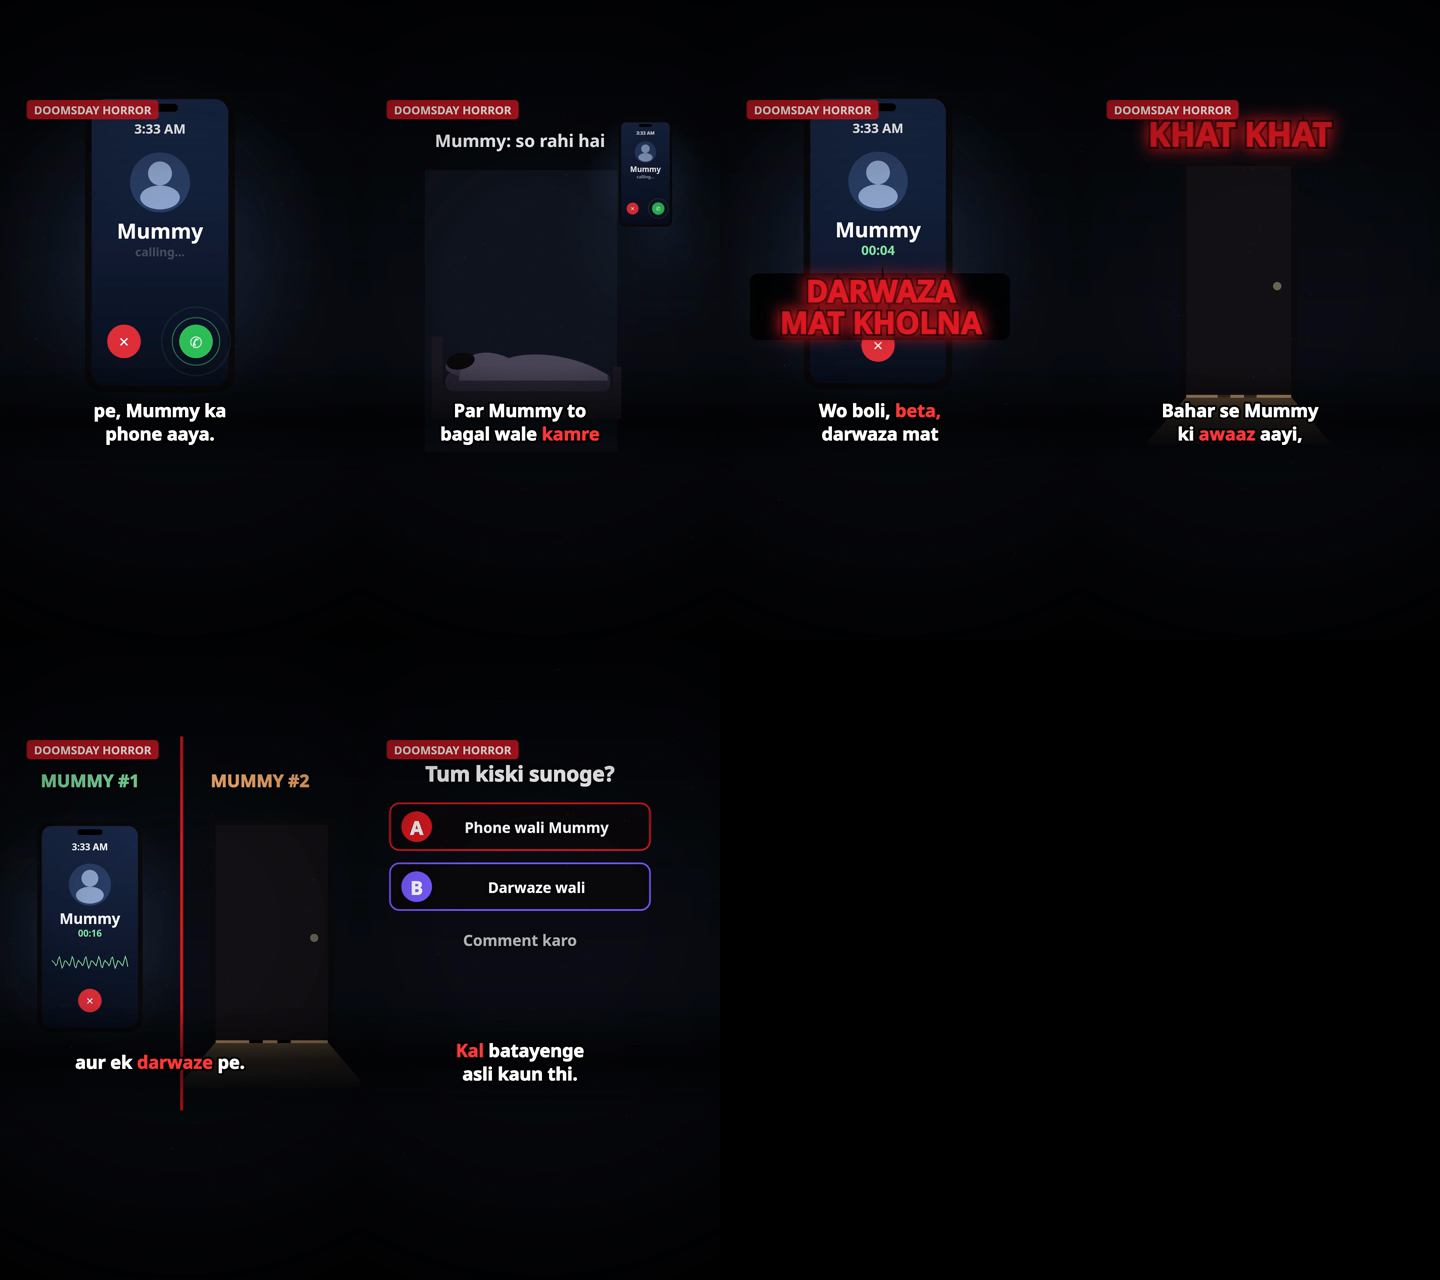 DOOMSDAY HORROR
3:33 AM
Mummy
calling...
pe, Mummy ka
phone aaya.
DOOMSDAY HORROR
Mummy: so rahi hai
3:33 AM
Mummy
calling...
Par Mummy to
bagal wale kamre
DOOMSDAY HORROR
3:33 AM
Mummy
00:04
DARWAZA
MAT KHOLNA
Wo boli, beta,
darwaza mat
DOOMSDAY HORROR
KHAT KHAT
Bahar se Mummy
ki awaaz aayi,
DOOMSDAY HORROR
MUMMY #1
MUMMY #2
3:33 AM
Mummy
00:16
aur ek darwaze pe.
DOOMSDAY HORROR
Tum kiski sunoge?
A Phone wali Mummy
B Darwaze wali
Comment karo
Kal batayenge
asli kaun thi.